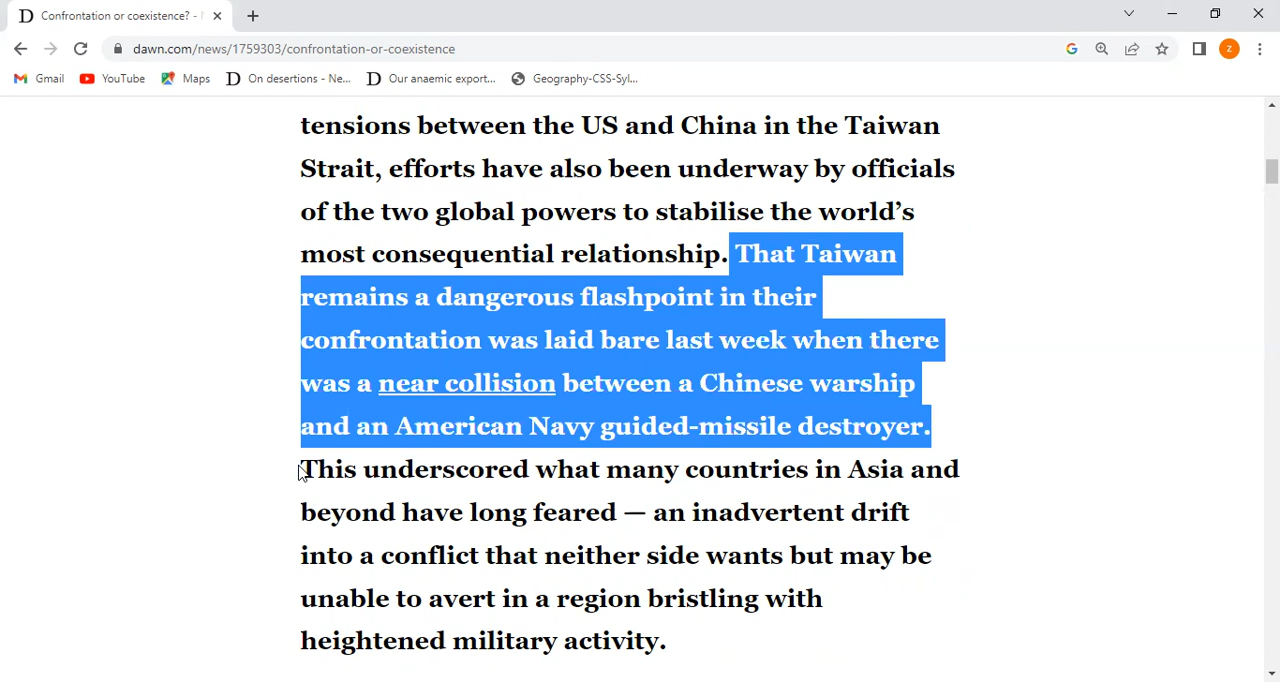 Confrontation or coexistence? -
dawn.com/news/1759303/confrontation-or-coexistence
Z
Gmail YouTube Maps On desertions - Ne... Our anaemic export... Geography-CSS-Syl...
tensions between the US and China in the Taiwan
Strait, efforts have also been underway by officials
of the two global powers to stabilise the world’s
most consequential relationship. That Taiwan
remains a dangerous flashpoint in their
confrontation was laid bare last week when there
was a near collision between a Chinese warship
and an American Navy guided-missile destroyer.
This underscored what many countries in Asia and
beyond have long feared — an inadvertent drift
into a conflict that neither side wants but may be
unable to avert in a region bristling with
heightened military activity.